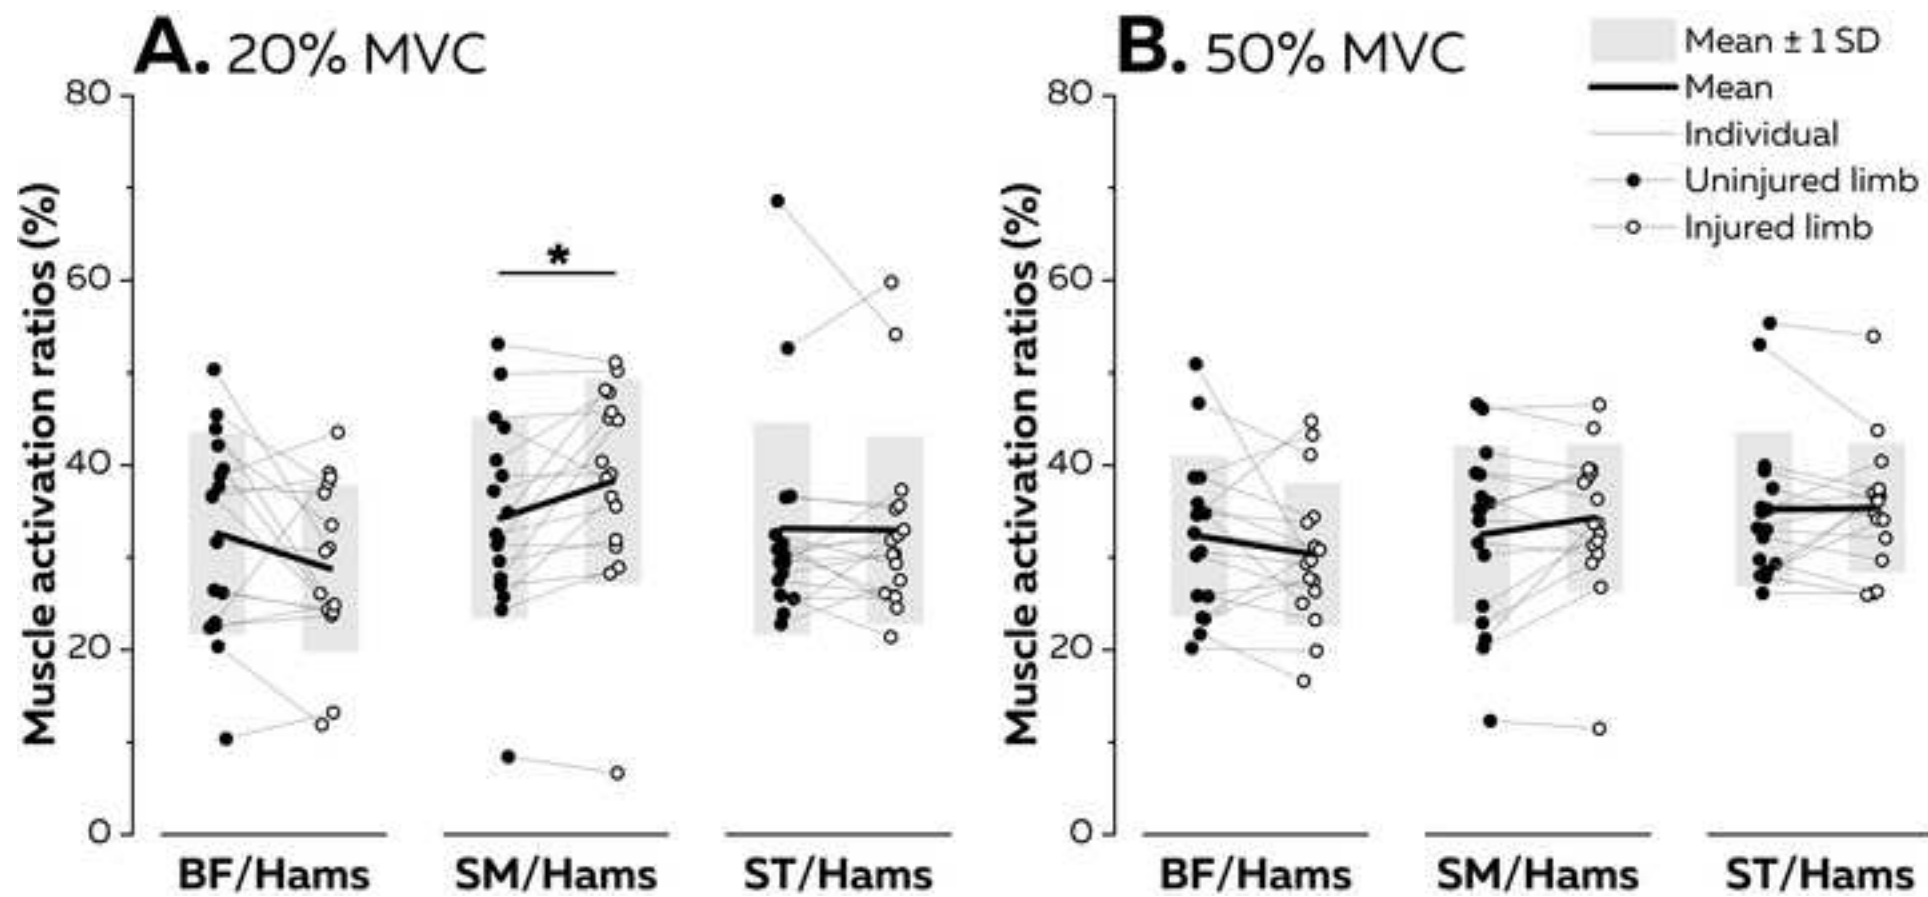 A. 20% MVC
Muscle activation ratios (%)
80
60
40
20
0
*
BF/Hams
SM/Hams
ST/Hams
B. 50% MVC
Muscle activation ratios (%)
80
60
40
20
0
BF/Hams
SM/Hams
ST/Hams
Mean ± 1 SD
Mean
Individual
Uninjured limb
Injured limb